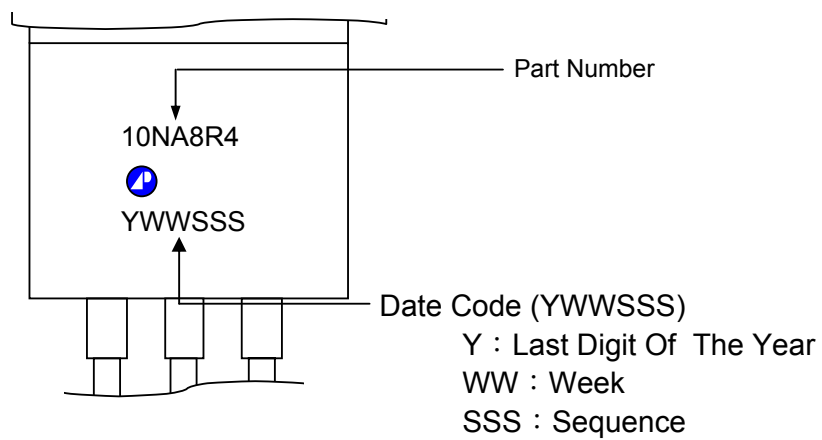 Part Number
10NA8R4
YWWSSS
Date Code (YWWSSS)
Y：Last Digit Of The Year
WW：Week
SSS：Sequence